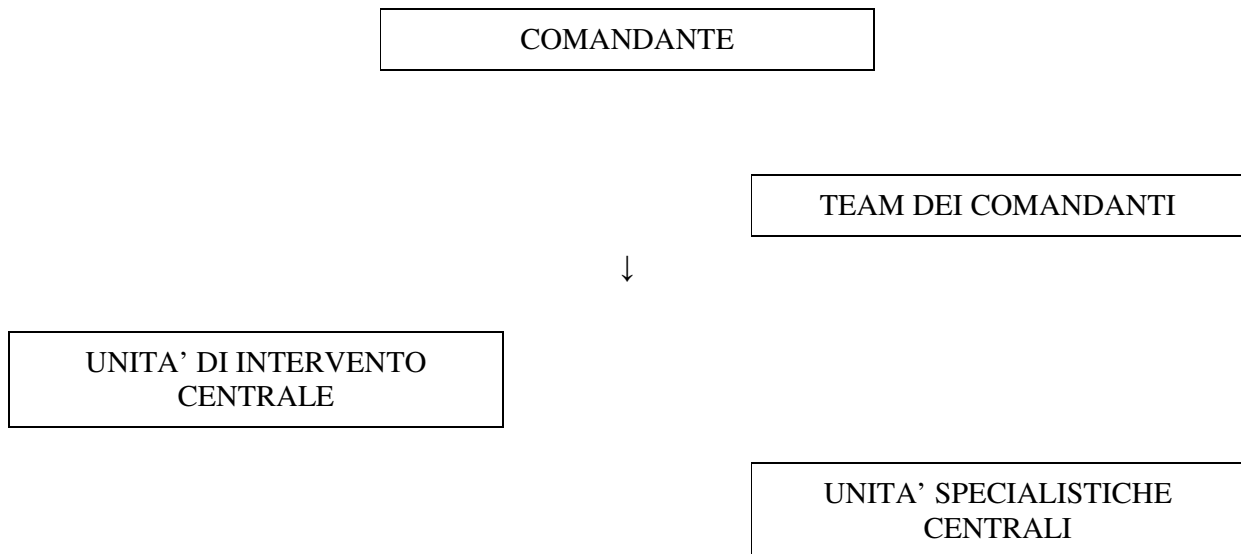 COMANDANTE
TEAM DEI COMANDANTI
↓
UNITA’ DI INTERVENTO
CENTRALE
UNITA’ SPECIALISTICHE
CENTRALI